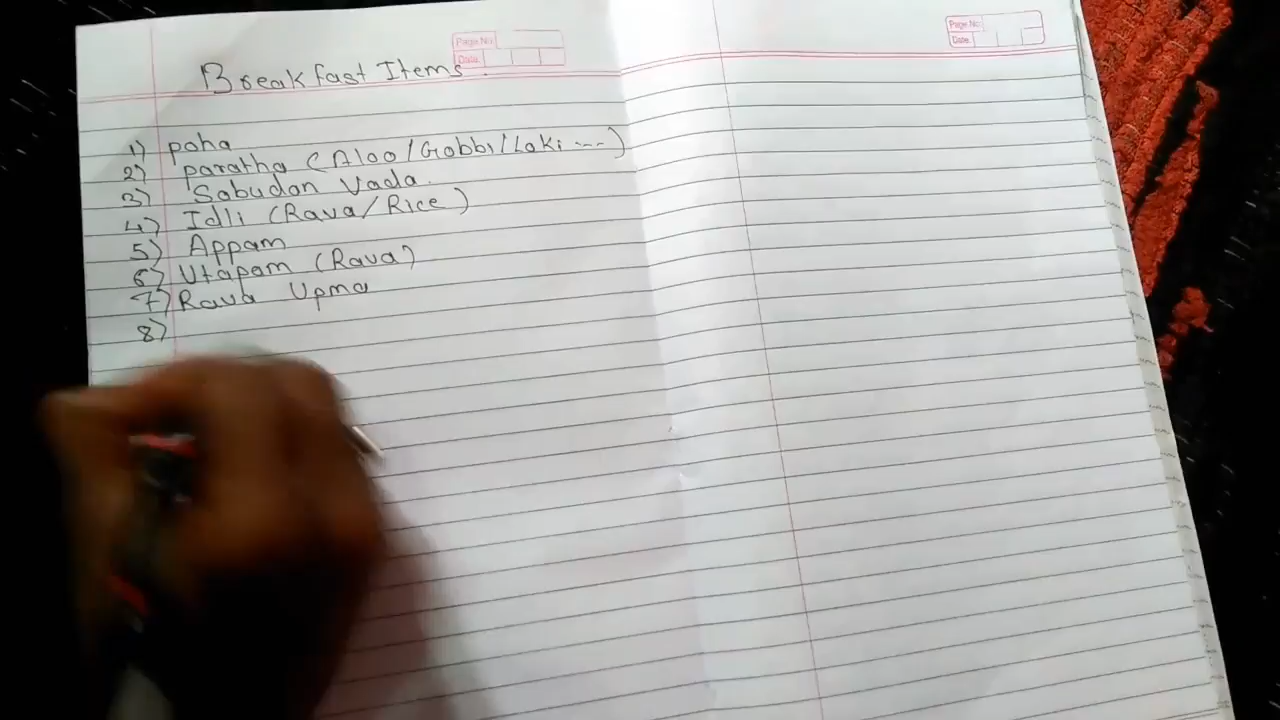 Page No:
Date:
Page No:
Date:
Breakfast Items.
1) poha
2) paratha (Aloo/Gobbi/Laki ---)
3) Sabudan Vada.
4) Idli (Rava/Rice)
5) Appam
6) Utapam (Rava)
7) Rava Upma
8)